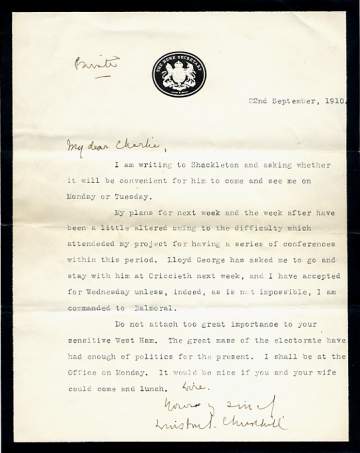 Private
THE HOME SECRETARY
22nd September, 1910.
My dear Charlie,
I am writing to Shackleton and asking whether
it will be convenient for him to come and see me on
Monday or Tuesday.
My plans for next week and the week after have
been a little altered owing to the difficulty which
attended my project for having a series of conferences
within this period. Lloyd George has asked me to go and
stay with him at Criccieth next week, and I have accepted
for Wednesday unless, indeed, as is not impossible, I am
commanded to Balmoral.
Do not attach too great importance to your
sensitive West Ham. The great mass of the electorate have
had enough of politics for the present. I shall be at the
Office on Monday. It would be nice if you and your wife
could come and lunch. Wire.
Yours
Winston S. Churchill